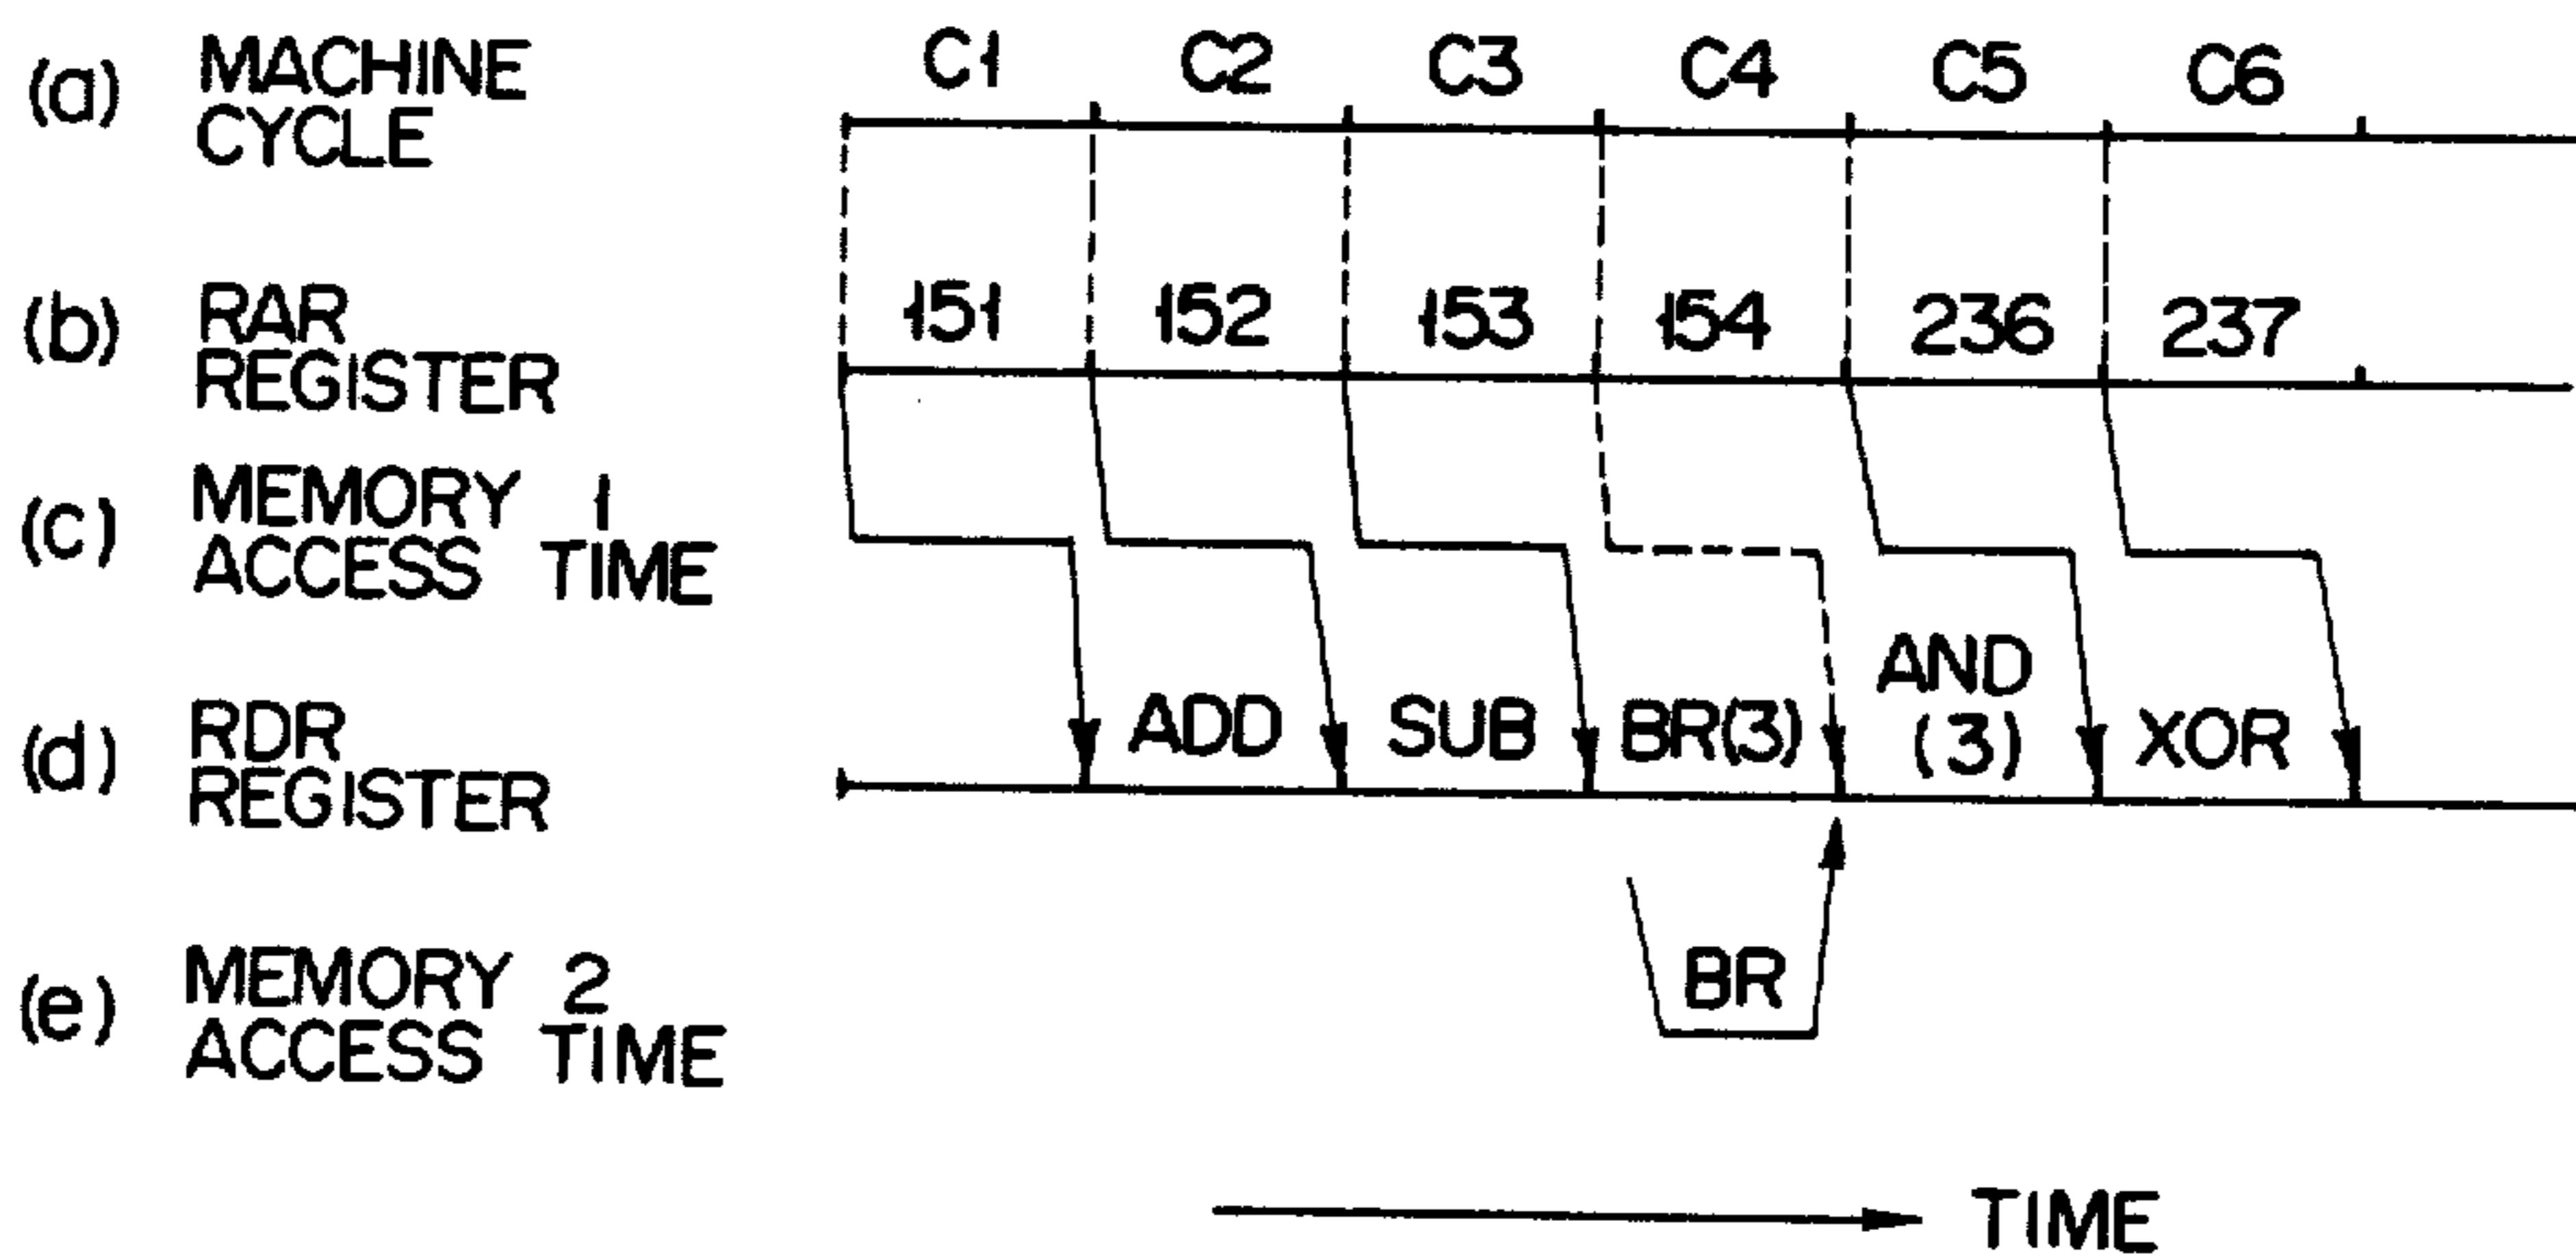 (a) MACHINE CYCLE
C1 C2 C3 C4 C5 C6
(b) RAR REGISTER
151 152 153 154 236 237
(c) MEMORY 1 ACCESS TIME
(d) RDR REGISTER
ADD SUB BR(3) AND (3) XOR
(e) MEMORY 2 ACCESS TIME
BR
TIME